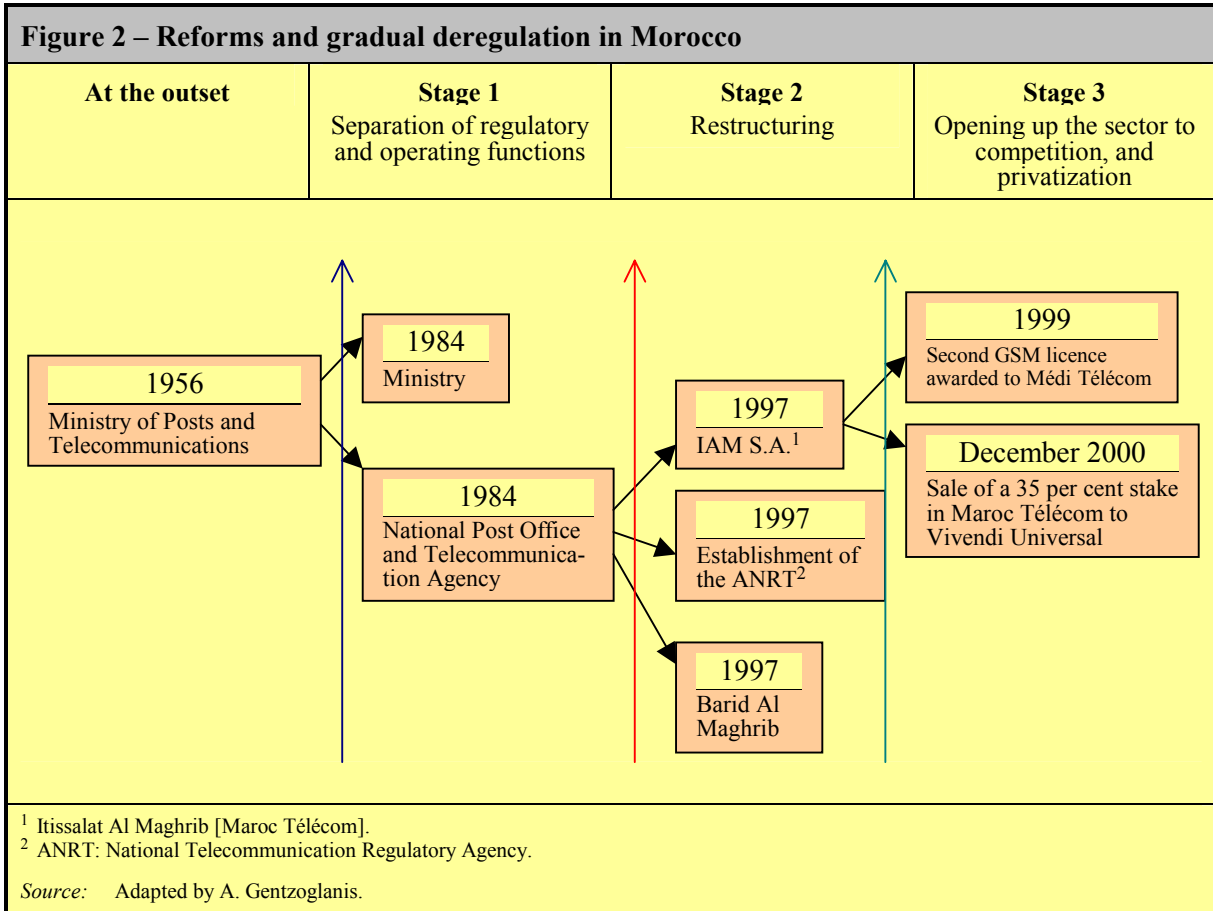 Figure 2 – Reforms and gradual deregulation in Morocco
At the outset
Stage 1
Separation of regulatory
and operating functions
Stage 2
Restructuring
Stage 3
Opening up the sector to
competition, and
privatization
1956
Ministry of Posts and
Telecommunications
1984
Ministry
1984
National Post Office
and Telecommunica-
tion Agency
1997
IAM S.A.1
1997
Establishment of
the ANRT2
1997
Barid Al
Maghrib
1999
Second GSM licence
awarded to Médi Télécom
December 2000
Sale of a 35 per cent stake
in Maroc Télécom to
Vivendi Universal
1 Itissalat Al Maghrib [Maroc Télécom].
2 ANRT: National Telecommunication Regulatory Agency.
Source: Adapted by A. Gentzoglanis.